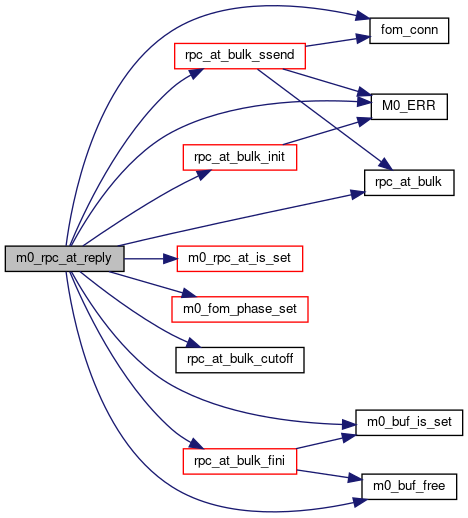 fom_conn
rpc_at_bulk_ssend
M0_ERR
rpc_at_bulk_init
rpc_at_bulk
m0_rpc_at_reply
m0_rpc_at_is_set
m0_fom_phase_set
rpc_at_bulk_cutoff
m0_buf_is_set
rpc_at_bulk_fini
m0_buf_free